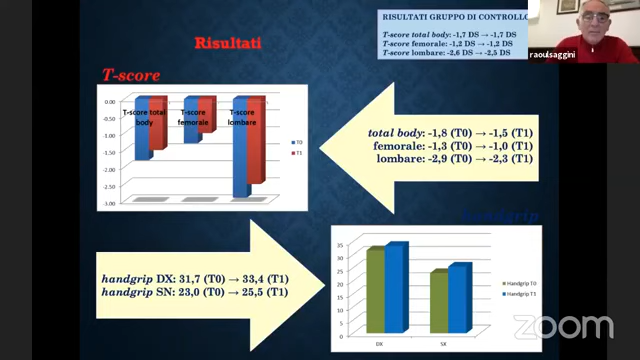 Risultati
RISULTATI GRUPPO DI CONTROLLO
T-score total body: -1,7 DS → -1,7 DS
T-score femorale: -1,2 DS → -1,2 DS
T-score lombare: -2,6 DS → -2,5 DS
raoulsaggini
T-score
0.00
-0.50
-1.00
-1.50
-2.00
-2.50
-3.00
T-score total body
T-score femorale
T-score lombare
T0
T1
total body: -1,8 (T0) → -1,5 (T1)
femorale: -1,3 (T0) → -1,0 (T1)
lombare: -2,9 (T0) → -2,3 (T1)
handgrip
handgrip DX: 31,7 (T0) → 33,4 (T1)
handgrip SN: 23,0 (T0) → 25,5 (T1)
35
30
25
20
15
10
5
0
DX
SX
Handgrip T0
Handgrip T1
zoom